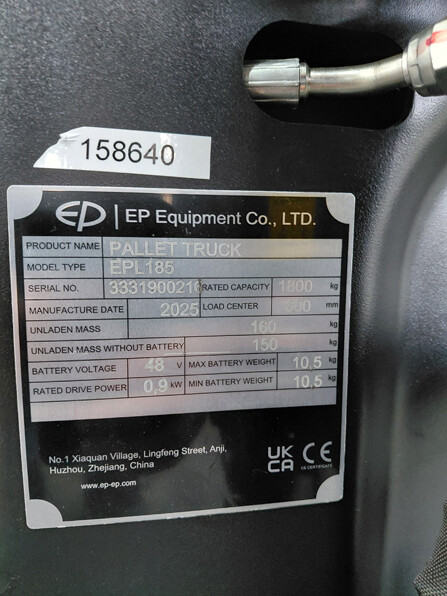 158640
EP | EP Equipment Co., LTD.
PRODUCT NAME PALLET TRUCK
MODEL TYPE EPL185
SERIAL NO. RATED CAPACITY 1800 kg
MANUFACTURE DATE 2025 LOAD CENTER mm
UNLADEN MASS 160 kg
UNLADEN MASS WITHOUT BATTERY 150 kg
BATTERY VOLTAGE 48 V MAX BATTERY WEIGHT 10,5 kg
RATED DRIVE POWER 0,9 kW MIN BATTERY WEIGHT 10,5 kg
No.1 Xiaquan Village, Lingfeng Street, Anji,
Huzhou, Zhejiang, China
www.ep-ep.com
UK
CA
CE
CE CERTIFICATE